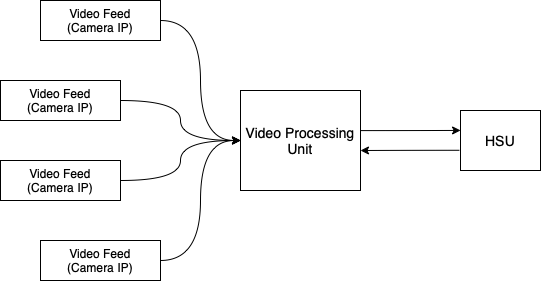 Video Feed
(Camera IP)
Video Feed
(Camera IP)
Video Processing
Unit
HSU
Video Feed
(Camera IP)
Video Feed
(Camera IP)